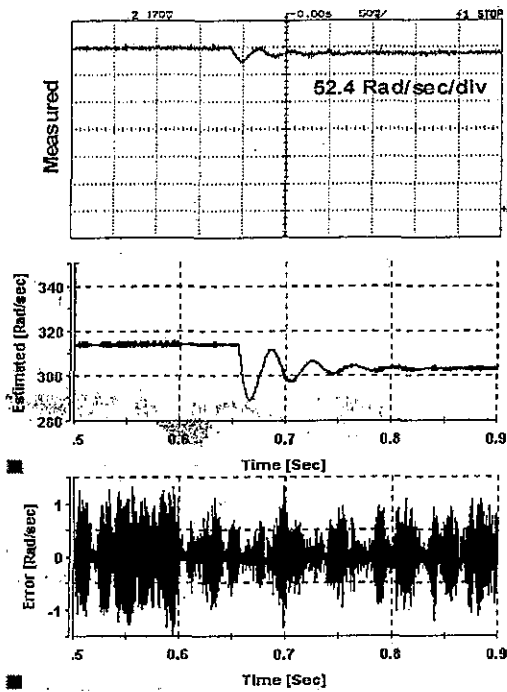 2 170V -0.00s 50%/ f1 STOP
Measured
52.4 Rad/sec/div
Estimated [Rad/sec]
340
320
300
280
.5 0.6 0.7 0.8 0.9
Time [Sec]
Error [Rad/sec]
1
0
-1
.5 0.6 0.7 0.8 0.9
Time [Sec]